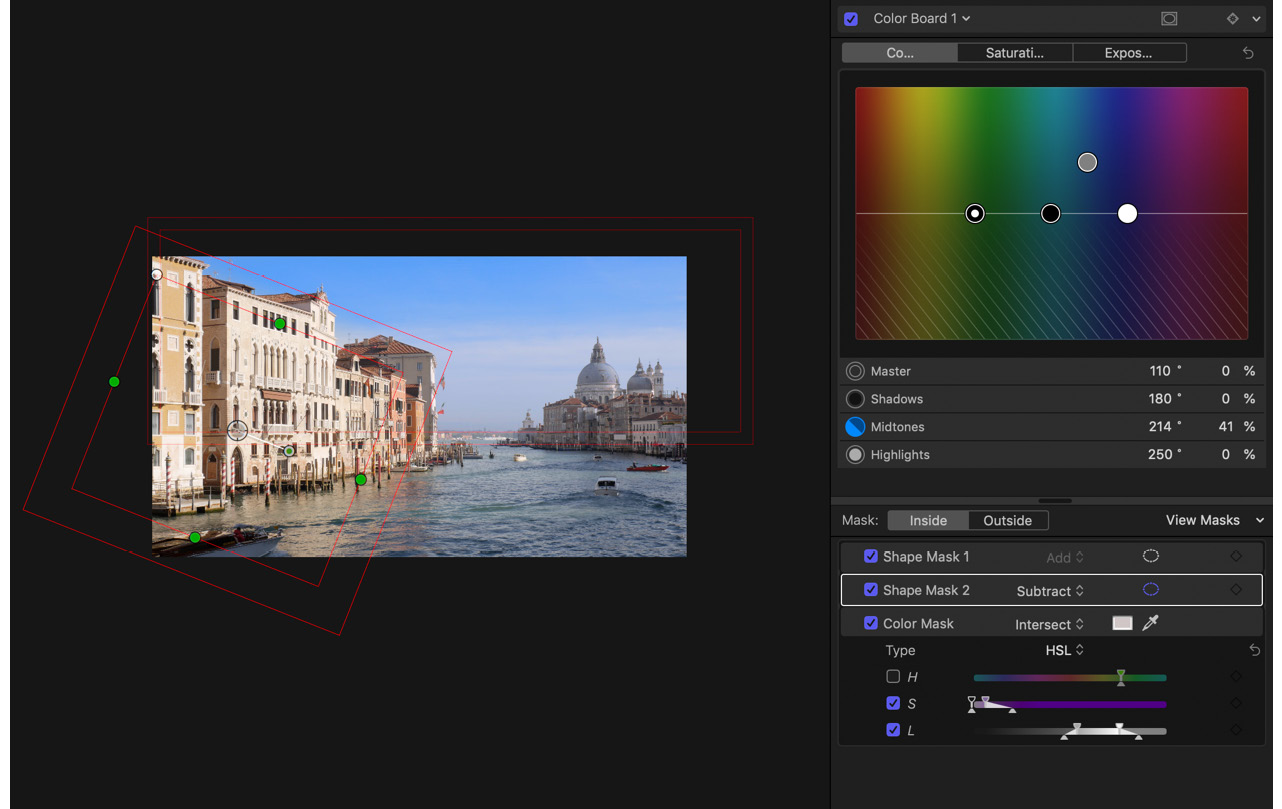 Color Board 1
Co... Saturati... Expos...
Master 110 ° 0 %
Shadows 180 ° 0 %
Midtones 214 ° 41 %
Highlights 250 ° 0 %
Mask: Inside Outside View Masks
Shape Mask 1 Add
Shape Mask 2 Subtract
Color Mask Intersect
Type HSL
H
S
L